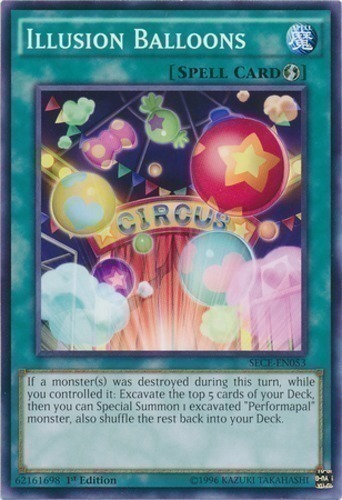 ILLUSION BALLOONS
魔
[SPELL CARD]
CIRCUS
SECE-EN053
If a monster(s) was destroyed during this turn, while
you controlled it: Excavate the top 5 cards of your Deck,
then you can Special Summon 1 excavated "Performapal"
monster, also shuffle the rest back into your Deck.
62161698 1st Edition ©1996 KAZUKI TAKAHASHI